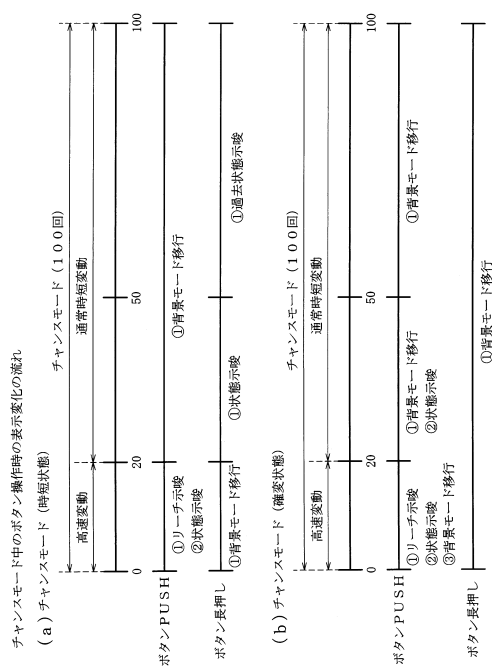 チャンスモード中のボタン操作時の表示変化の流れ
(a)チャンスモード(時短状態)
チャンスモード(100回)
高速変動
通常時短変動
0
20
50
100
ボタンPUSH
①リーチ示唆
②状態示唆
①背景モード移行
ボタン長押し
①背景モード移行
①状態示唆
①過去状態示唆
(b)チャンスモード(確変状態)
チャンスモード(100回)
高速変動
通常時短変動
0
20
50
100
ボタンPUSH
①リーチ示唆
②状態示唆
③背景モード移行
①背景モード移行
②状態示唆
①背景モード移行
ボタン長押し
①背景モード移行